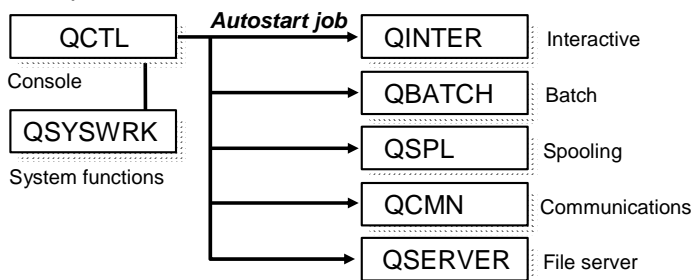 Autostart job
QCTL
QINTER
Interactive
Console
QBATCH
Batch
QSYSWRK
QSPL
Spooling
System functions
QCMN
Communications
QSERVER
File server